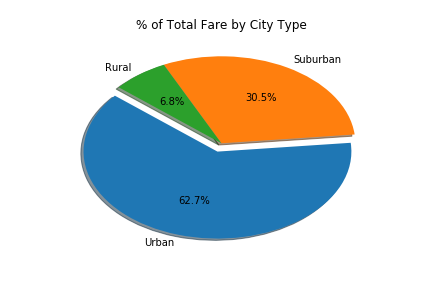 % of Total Fare by City Type
Suburban
Rural
30.5%
6.8%
62.7%
Urban